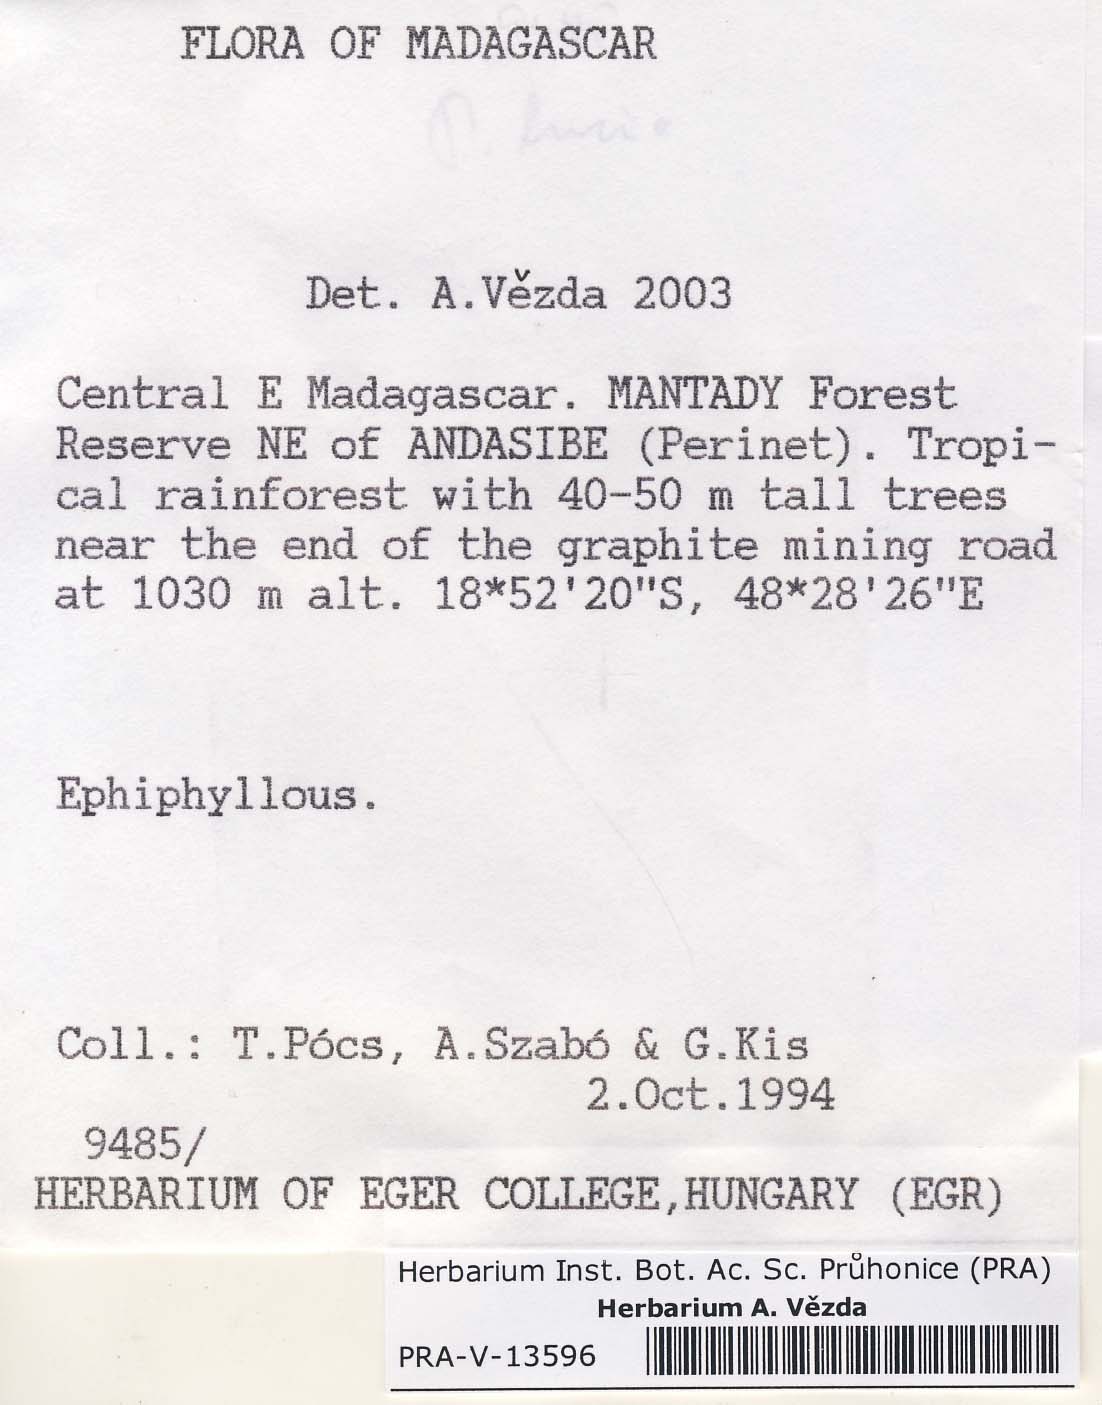 FLORA OF MADAGASCAR
Det. A.Vězda 2003
Central E Madagascar. MANTADY Forest
Reserve NE of ANDASIBE (Perinet). Tropi-
cal rainforest with 40-50 m tall trees
near the end of the graphite mining road
at 1030 m alt. 18*52'20"S, 48*28'26"E
Ephiphyllous.
Coll.: T.Pócs, A.Szabó & G.Kis
2.Oct.1994
9485/
HERBARIUM OF EGER COLLEGE,HUNGARY (EGR)
Herbarium Inst. Bot. Ac. Sc. Průhonice (PRA)
Herbarium A. Vězda
PRA-V-13596